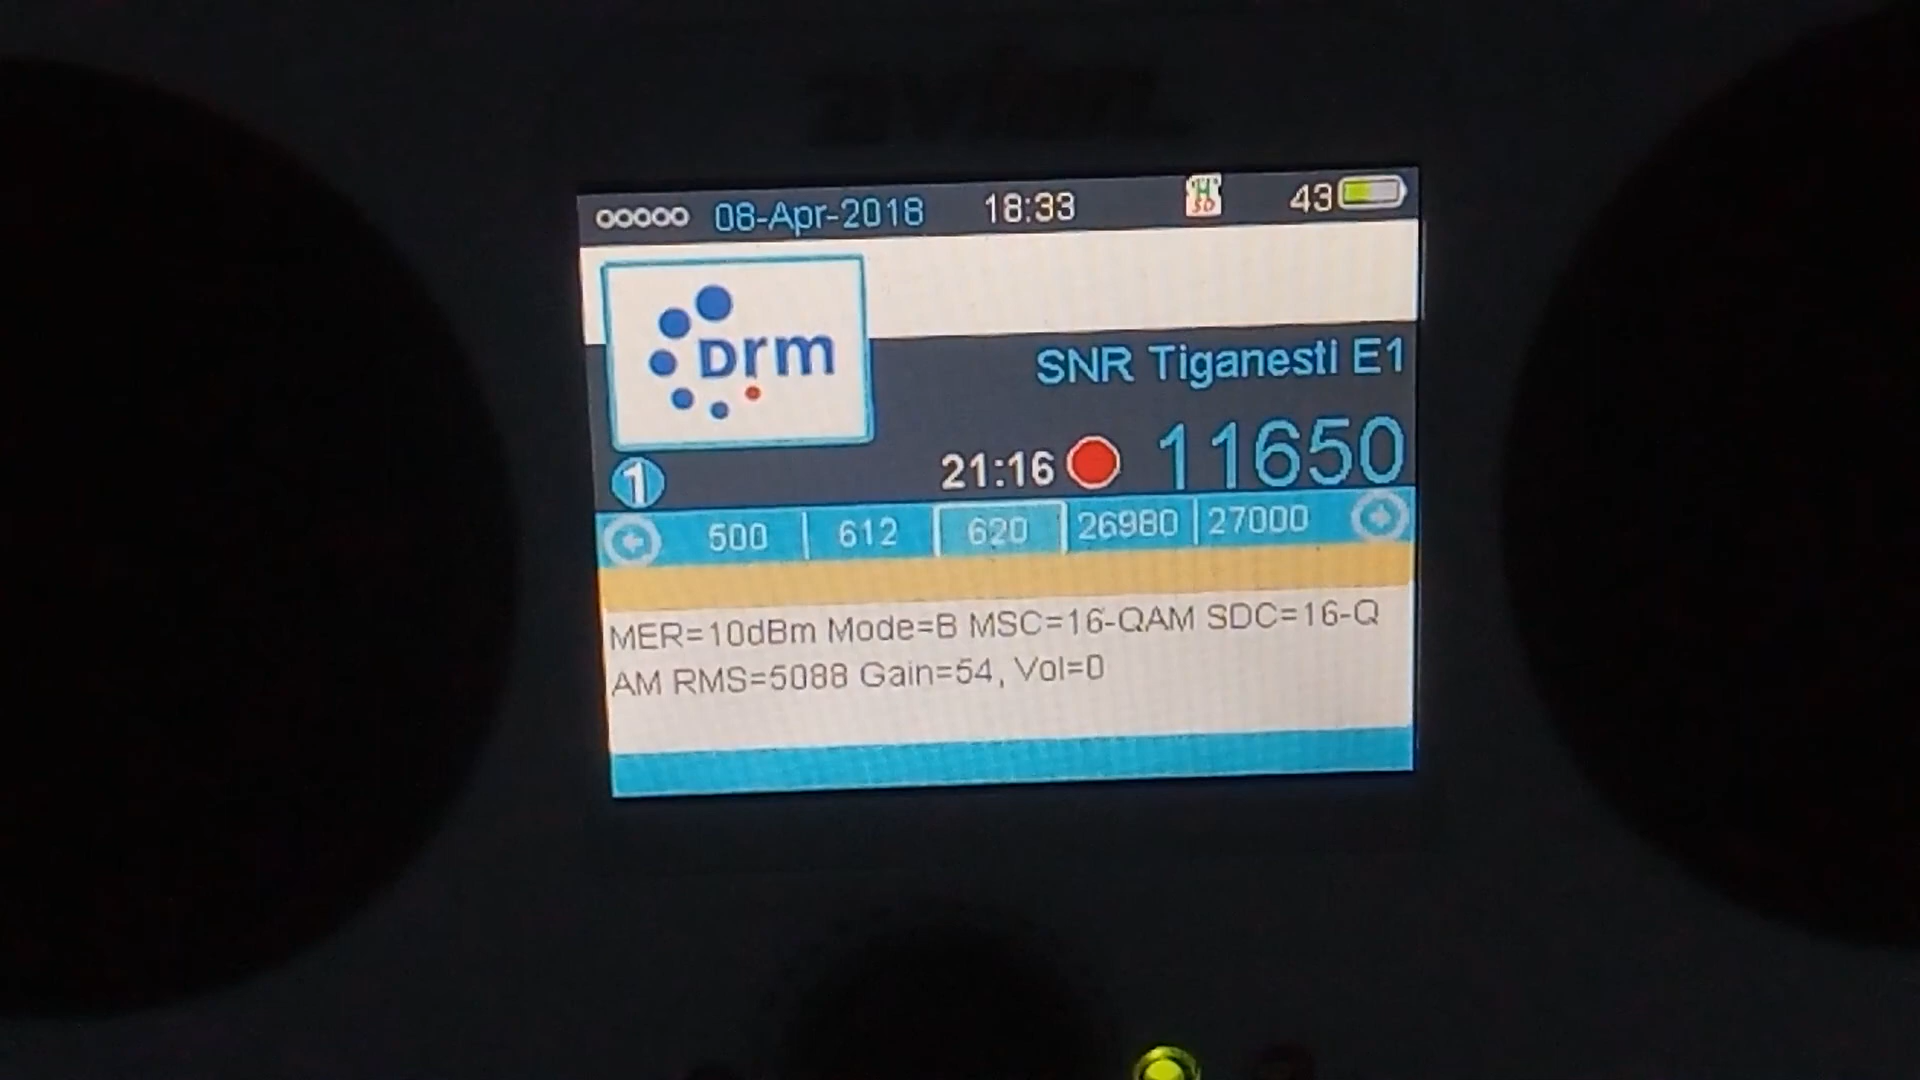 08-Apr-2018 18:33 H SD 43
Drm
SNR Tiganesti E1
1 21:16 11650
500 612 620 26980 27000
MER=10dBm Mode=B MSC=16-QAM SDC=16-Q
AM RMS=5088 Gain=54, Vol=0